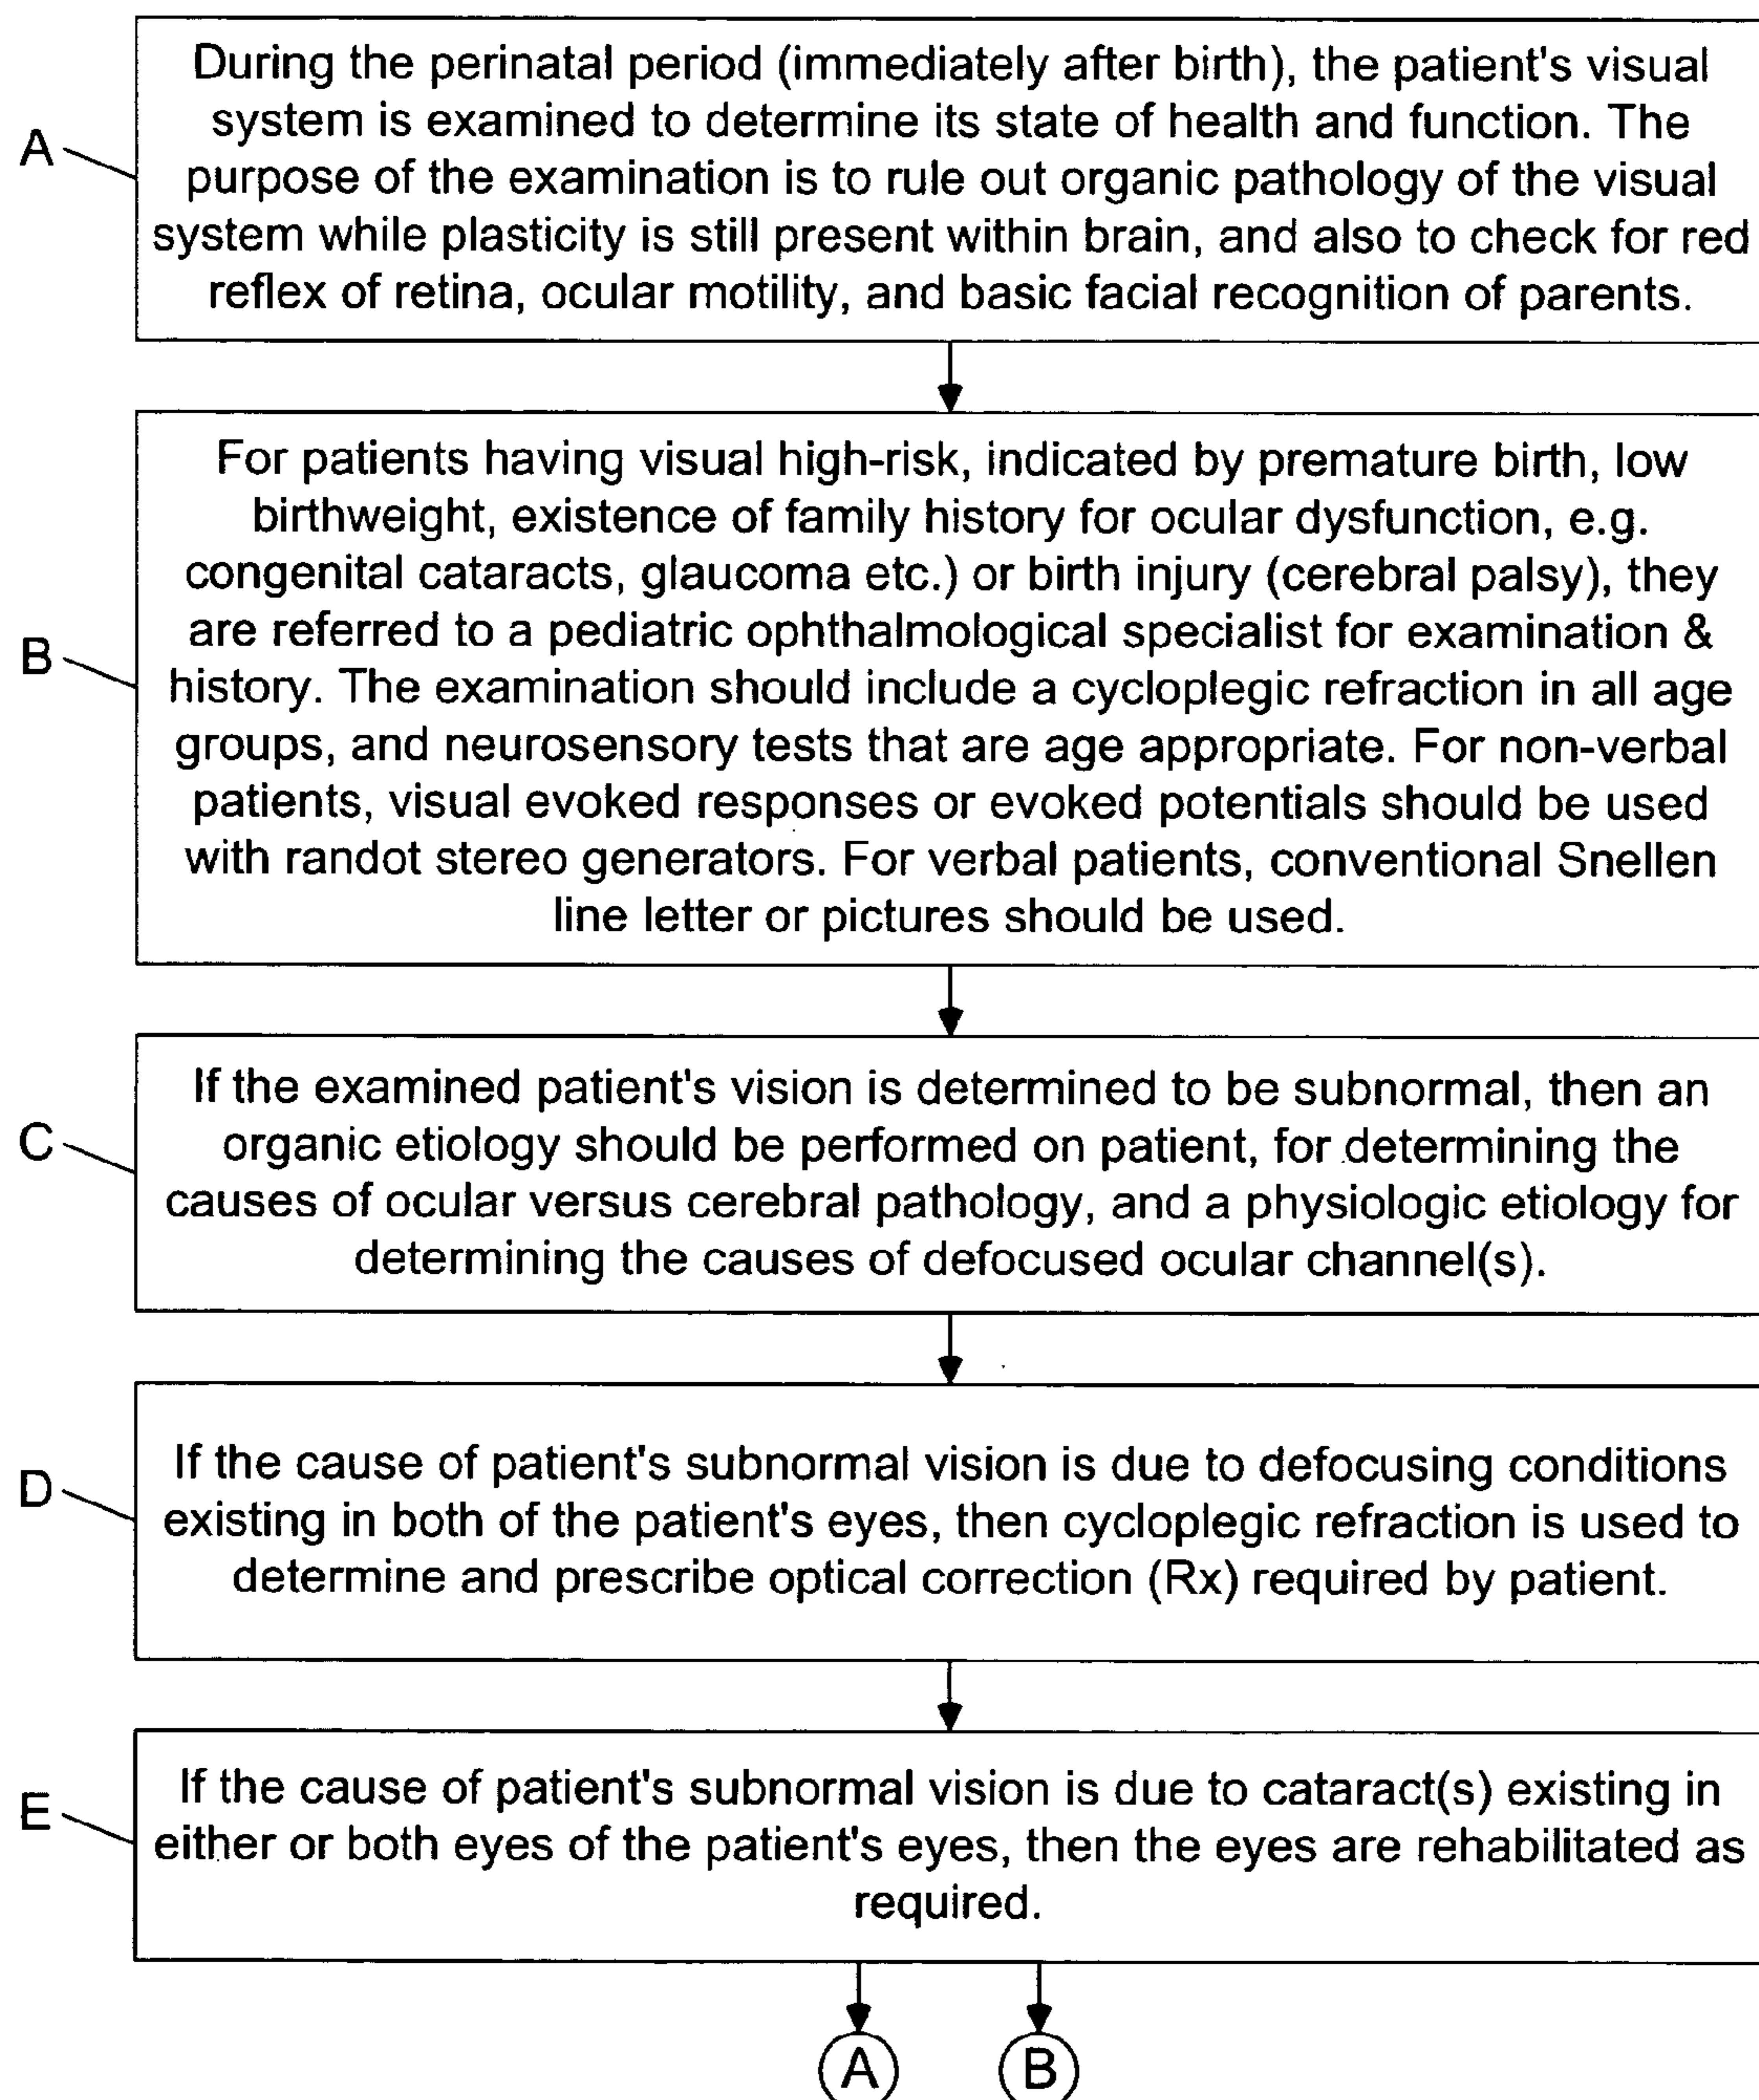 A
During the perinatal period (immediately after birth), the patient's visual
system is examined to determine its state of health and function. The
purpose of the examination is to rule out organic pathology of the visual
system while plasticity is still present within brain, and also to check for red
reflex of retina, ocular motility, and basic facial recognition of parents.
B
For patients having visual high-risk, indicated by premature birth, low
birthweight, existence of family history for ocular dysfunction, e.g.
congenital cataracts, glaucoma etc.) or birth injury (cerebral palsy), they
are referred to a pediatric ophthalmological specialist for examination &
history. The examination should include a cycloplegic refraction in all age
groups, and neurosensory tests that are age appropriate. For non-verbal
patients, visual evoked responses or evoked potentials should be used
with randot stereo generators. For verbal patients, conventional Snellen
line letter or pictures should be used.
C
If the examined patient's vision is determined to be subnormal, then an
organic etiology should be performed on patient, for determining the
causes of ocular versus cerebral pathology, and a physiologic etiology for
determining the causes of defocused ocular channel(s).
D
If the cause of patient's subnormal vision is due to defocusing conditions
existing in both of the patient's eyes, then cycloplegic refraction is used to
determine and prescribe optical correction (Rx) required by patient.
E
If the cause of patient's subnormal vision is due to cataract(s) existing in
either or both eyes of the patient's eyes, then the eyes are rehabilitated as
required.
A B